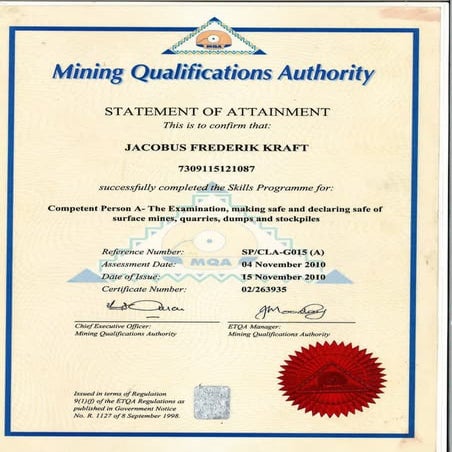 MQA
Mining Qualifications Authority
STATEMENT OF ATTAINMENT
This is to confirm that:
JACOBUS FREDERIK KRAFT
7309115121087
successfully completed the Skills Programme for:
Competent Person A- The Examination, making safe and declaring safe of
surface mines, quarries, dumps and stockpiles
Reference Number: SP/CLA-G015 (A)
Assessment Date: 04 November 2010
Date of Issue: 15 November 2010
Certificate Number: 02/263935
MQA
Chief Executive Officer: ETQA Manager:
Mining Qualifications Authority Mining Qualifications Authority
Issued in terms of Regulation
9(1)(f) of the ETQA Regulations as
published in Government Notice
No. R. 1127 of 8 September 1998.